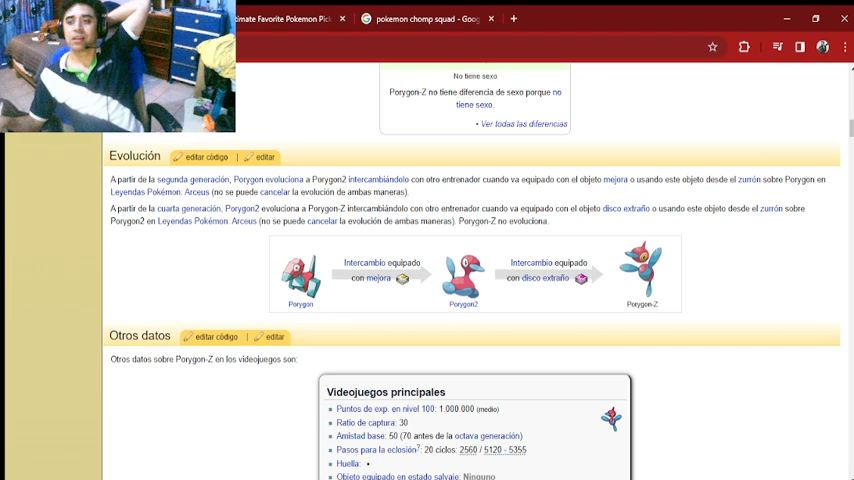 timate Favorite Pokemon Pick
pokemon chomp squad - Goog
No tiene sexo
Porygon-Z no tiene diferencia de sexo porque no
tiene sexo.
• Ver todas las diferencias
Evolución editar código | editar
A partir de la segunda generación, Porygon evoluciona a Porygon2 intercambiándolo con otro entrenador cuando va equipado con el objeto mejora o usando este objeto desde el zurrón sobre Porygon en
Leyendas Pokémon: Arceus (no se puede cancelar la evolución de ambas maneras).
A partir de la cuarta generación, Porygon2 evoluciona a Porygon-Z intercambiándolo con otro entrenador cuando va equipado con el objeto disco extraño o usando este objeto desde el zurrón sobre
Porygon2 en Leyendas Pokémon: Arceus (no se puede cancelar la evolución de ambas maneras). Porygon-Z no evoluciona.
Intercambio equipado
con mejora
Intercambio equipado
con disco extraño
Porygon
Porygon2
Porygon-Z
Otros datos editar código | editar
Otros datos sobre Porygon-Z en los videojuegos son:
Videojuegos principales
Puntos de exp. en nivel 100: 1.000.000 (medio)
Ratio de captura: 30
Amistad base: 50 (70 antes de la octava generación)
Pasos para la eclosión?: 20 ciclos: 2560 / 5120 - 5355
Huella: •
Objeto equipado en estado salvaje: Ninguno